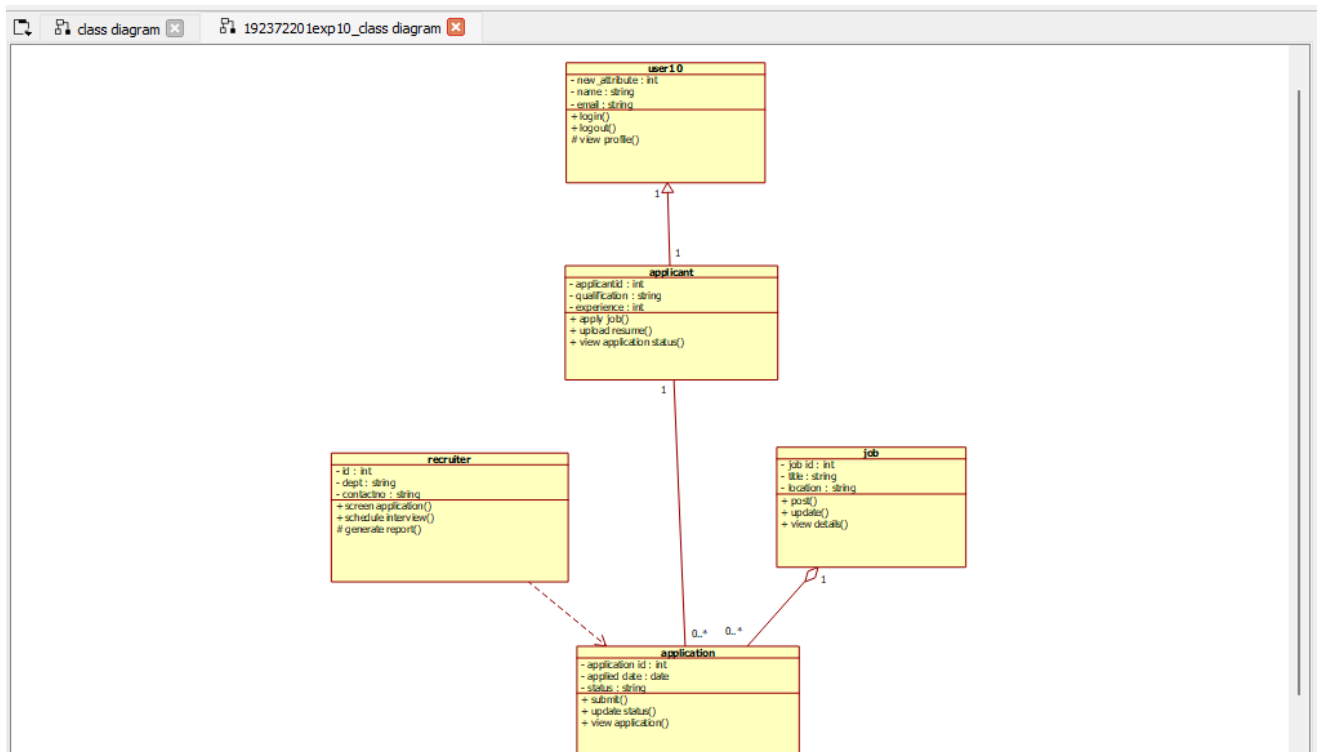 class diagram
192372201exp10_class diagram
user10
- new_attribute : int
- name : string
- email : string
+ login()
+ logout()
# view profile()
1
1
applicant
- applicantid : int
- qualification : string
- experience : int
+ apply job()
+ upload resume()
+ view application status()
1
recruiter
- id : int
- dept : string
- contactno : string
+ screen application()
+ schedule interview()
# generate report()
job
- job id : int
- title : string
- location : string
+ post()
+ update()
+ view details()
1
0..*
0..*
application
- application id : int
- applied date : date
- status : string
+ submit()
+ update status()
+ view application()